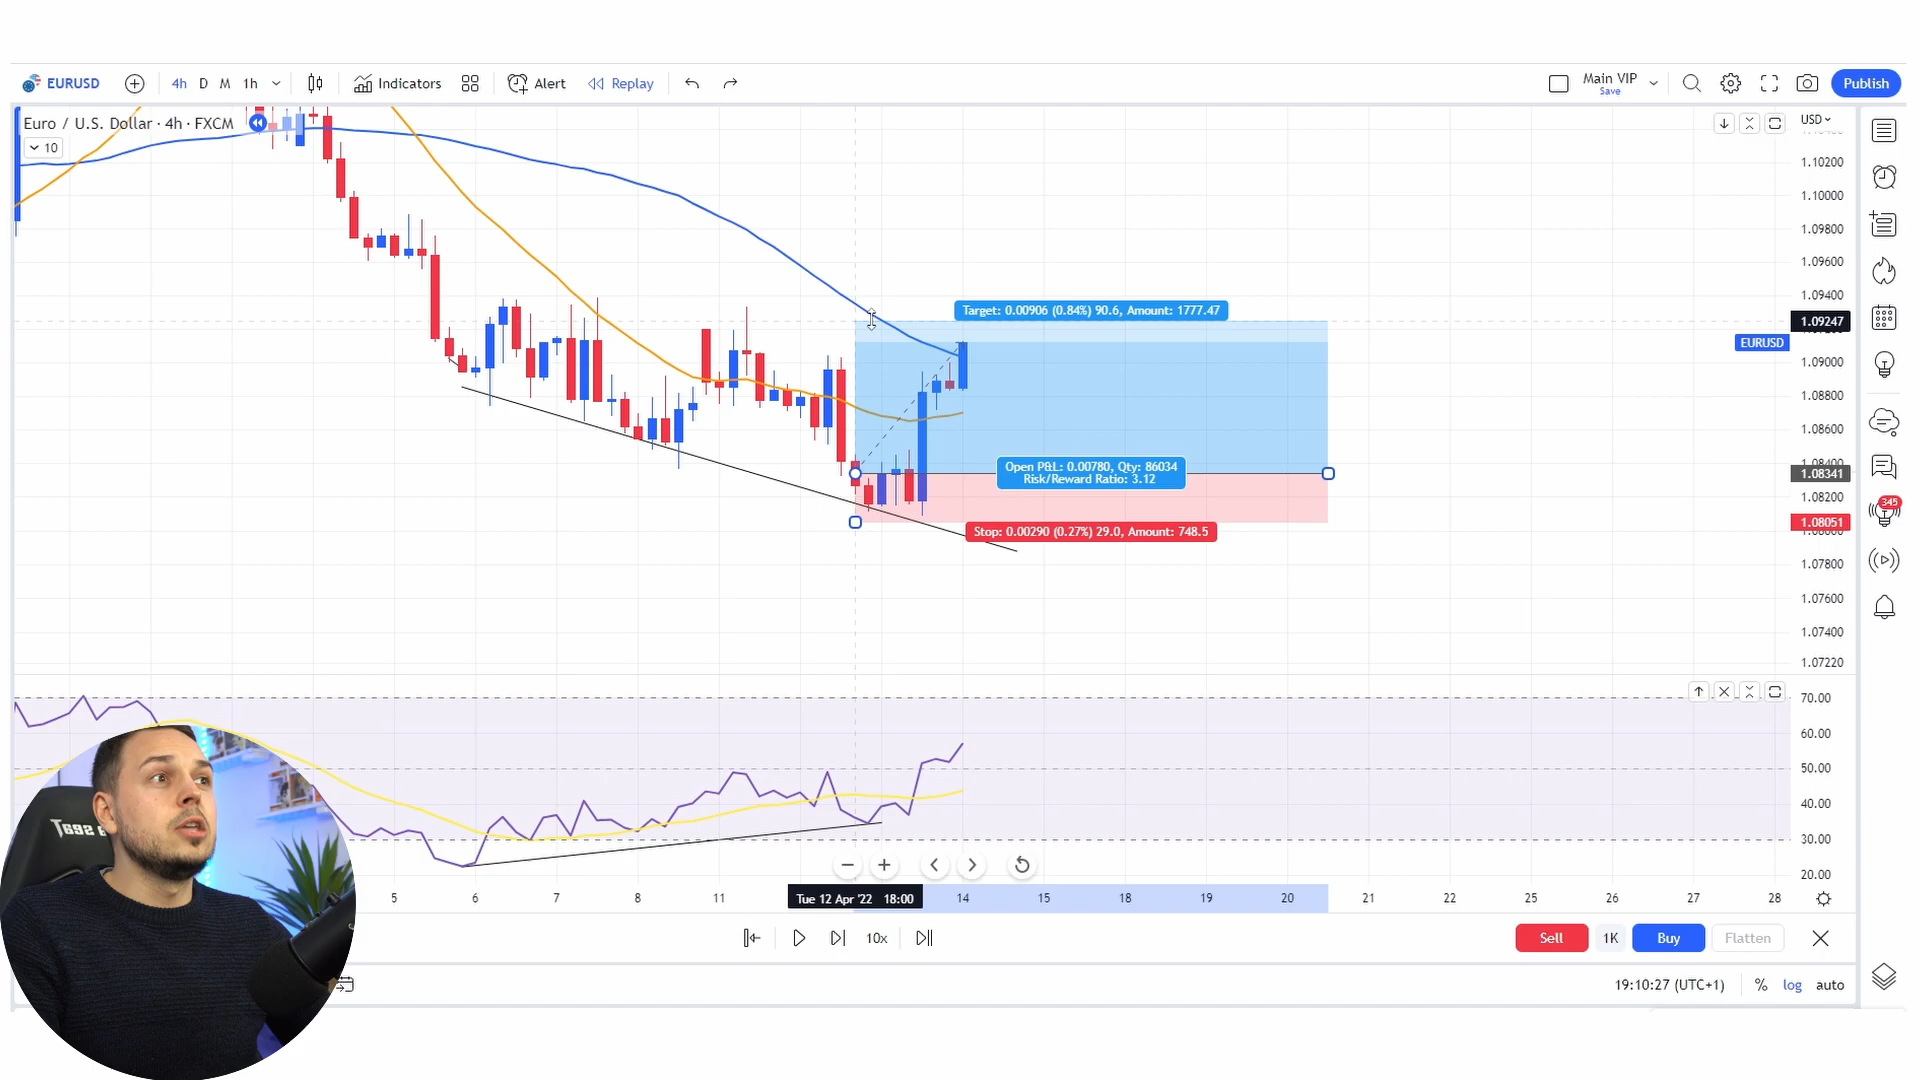 EURUSD 4h D M 1h Indicators Alert Replay Main VIP Save Publish
Euro / U.S. Dollar · 4h · FXCM
10
USD
1.10200
1.10000
1.09800
1.09600
1.09400
Target: 0.00906 (0.84%) 90.6, Amount: 1777.47
1.09247
EURUSD
1.09000
1.08800
1.08600
Open P&L: 0.00780, Qty: 86034
Risk/Reward Ratio: 3.12
1.08341
1.08200
345
1.08051
Stop: 0.00290 (0.27%) 29.0, Amount: 748.5
1.07800
1.07600
1.07400
1.07220
70.00
60.00
50.00
40.00
30.00
20.00
5 6 7 8 11 Tue 12 Apr '22 18:00 14 15 18 19 20 21 22 25 26 27 28
10x Sell 1K Buy Flatten
19:10:27 (UTC+1) % log auto